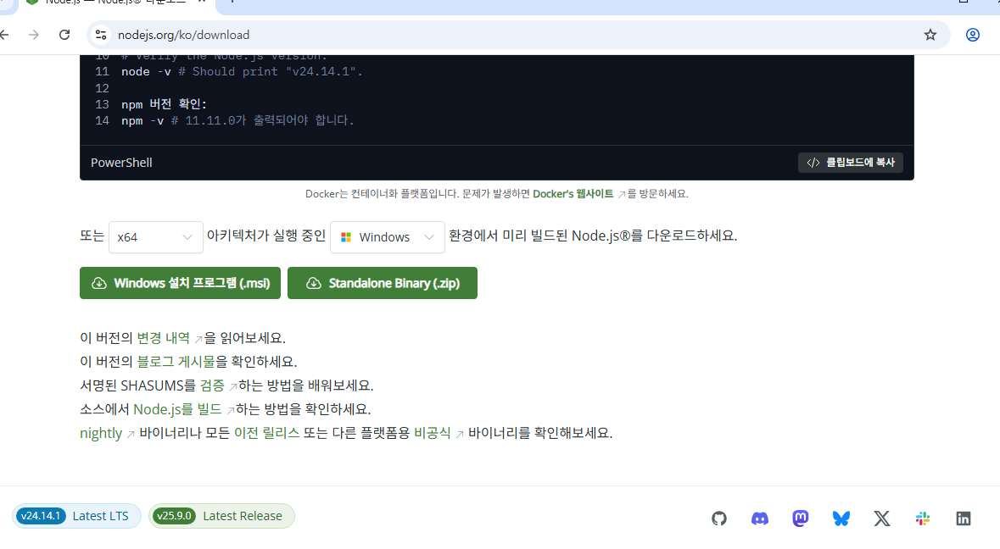 Node.js — Node.js® 다운로드
nodejs.org/ko/download
10 # Verify the Node.js version:
11 node -v # Should print "v24.14.1".
12
13 npm 버전 확인:
14 npm -v # 11.11.0가 출력되어야 합니다.
PowerShell
클립보드에 복사
Docker는 컨테이너화 플랫폼입니다. 문제가 발생하면 Docker's 웹사이트 를 방문하세요.
또는 x64 아키텍처가 실행 중인 Windows 환경에서 미리 빌드된 Node.js®를 다운로드하세요.
Windows 설치 프로그램 (.msi) Standalone Binary (.zip)
이 버전의 변경 내역 을 읽어보세요.
이 버전의 블로그 게시물을 확인하세요.
서명된 SHASUMS를 검증 하는 방법을 배워보세요.
소스에서 Node.js를 빌드 하는 방법을 확인하세요.
nightly 바이너리나 모든 이전 릴리스 또는 다른 플랫폼용 비공식 바이너리를 확인해보세요.
v24.14.1 Latest LTS v25.9.0 Latest Release